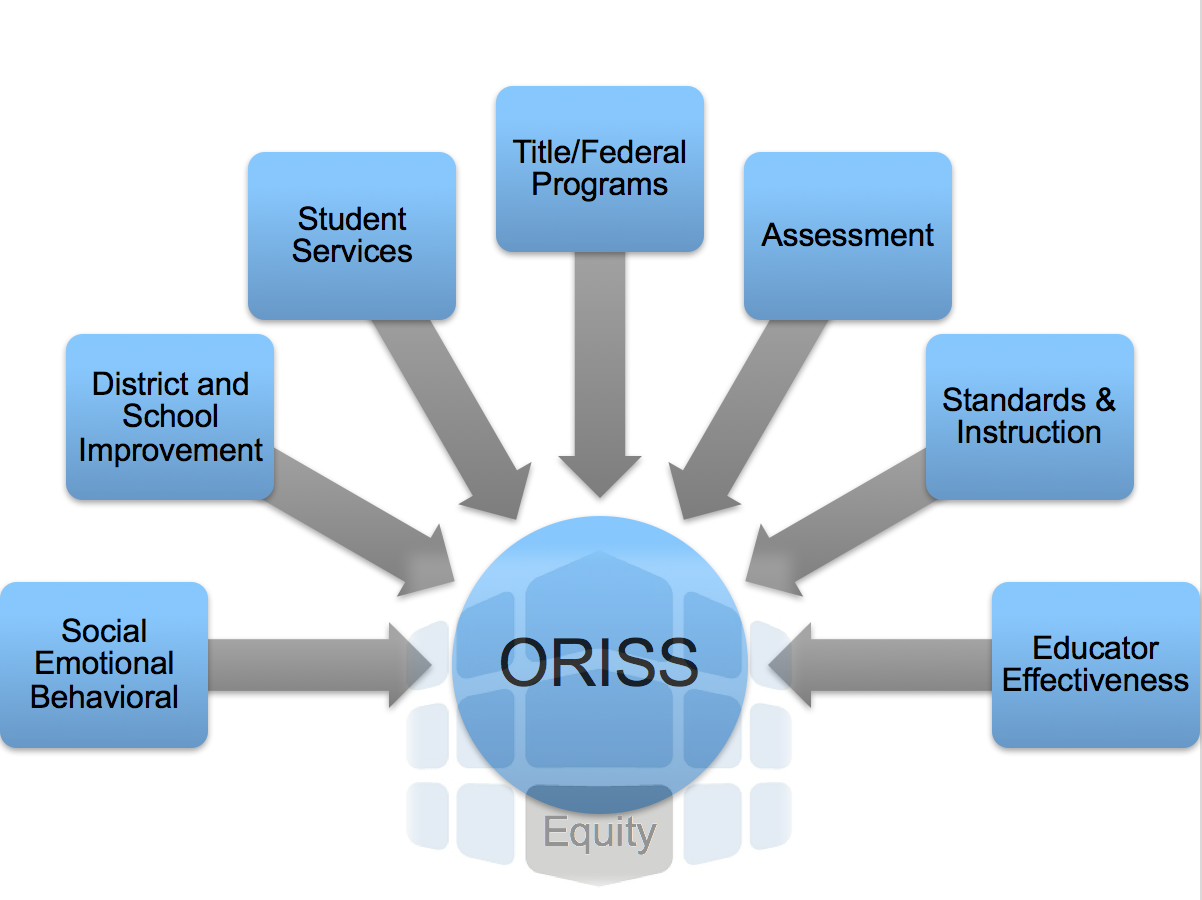 Title/Federal
Programs
Student
Services
Assessment
District and
School
Improvement
Standards &
Instruction
Social
Emotional
Behavioral
ORISS
Educator
Effectiveness
Equity